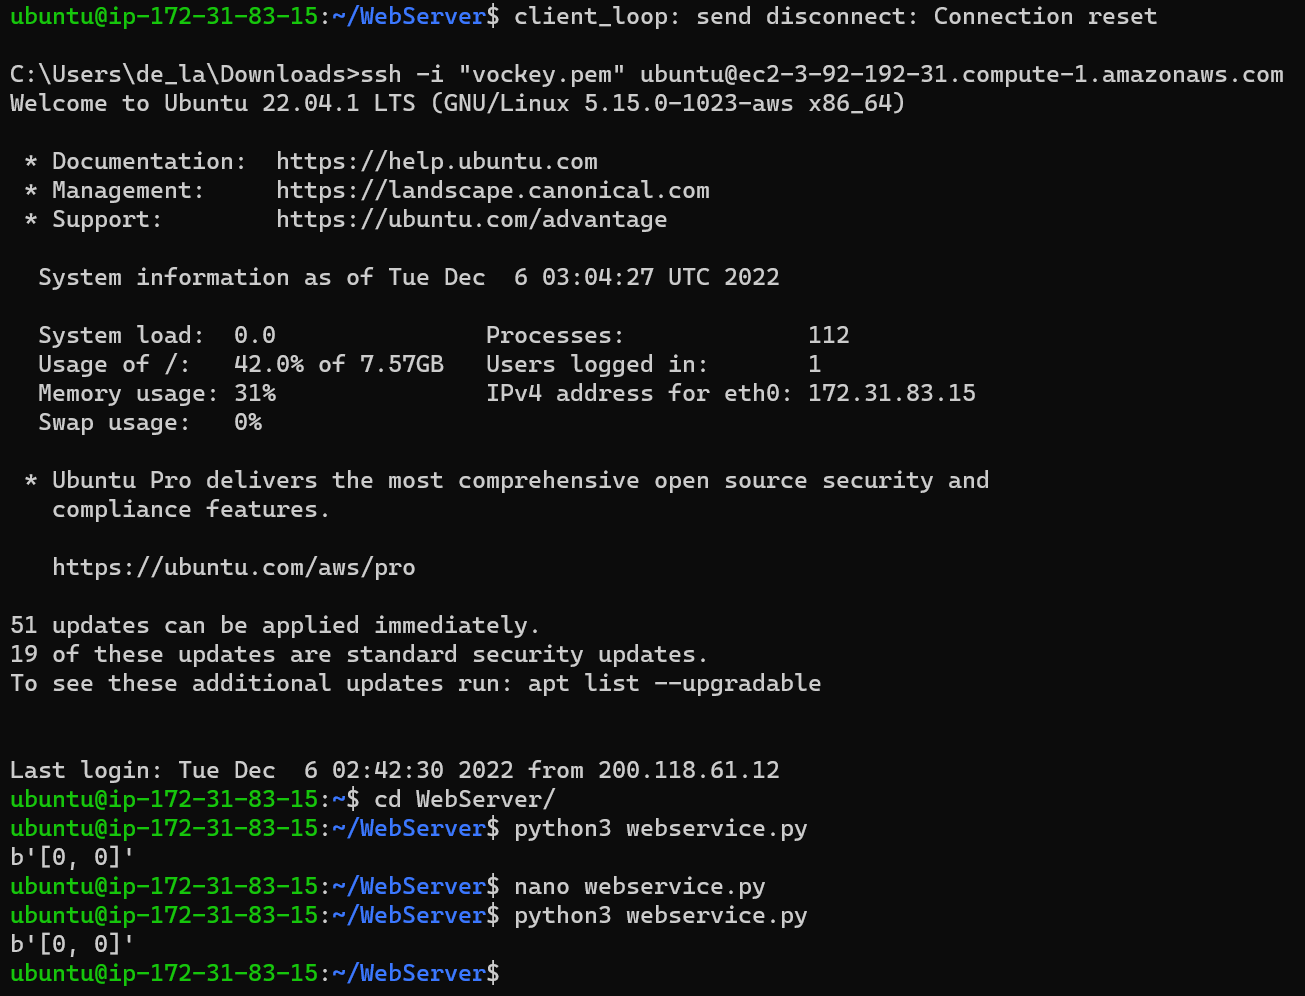 ubuntu@ip-172-31-83-15:~/WebServer$ client_loop: send disconnect: Connection reset
C:\Users\de_la\Downloads>ssh -i "vockey.pem" ubuntu@ec2-3-92-192-31.compute-1.amazonaws.com
Welcome to Ubuntu 22.04.1 LTS (GNU/Linux 5.15.0-1023-aws x86_64)
* Documentation:  https://help.ubuntu.com
* Management:     https://landscape.canonical.com
* Support:        https://ubuntu.com/advantage
System information as of Tue Dec  6 03:04:27 UTC 2022
System load:  0.0               Processes:             112
Usage of /:   42.0% of 7.57GB   Users logged in:       1
Memory usage: 31%               IPv4 address for eth0: 172.31.83.15
Swap usage:   0%
* Ubuntu Pro delivers the most comprehensive open source security and
compliance features.
https://ubuntu.com/aws/pro
51 updates can be applied immediately.
19 of these updates are standard security updates.
To see these additional updates run: apt list --upgradable
Last login: Tue Dec  6 02:42:30 2022 from 200.118.61.12
ubuntu@ip-172-31-83-15:~$ cd WebServer/
ubuntu@ip-172-31-83-15:~/WebServer$ python3 webservice.py
b'[0, 0]'
ubuntu@ip-172-31-83-15:~/WebServer$ nano webservice.py
ubuntu@ip-172-31-83-15:~/WebServer$ python3 webservice.py
b'[0, 0]'
ubuntu@ip-172-31-83-15:~/WebServer$